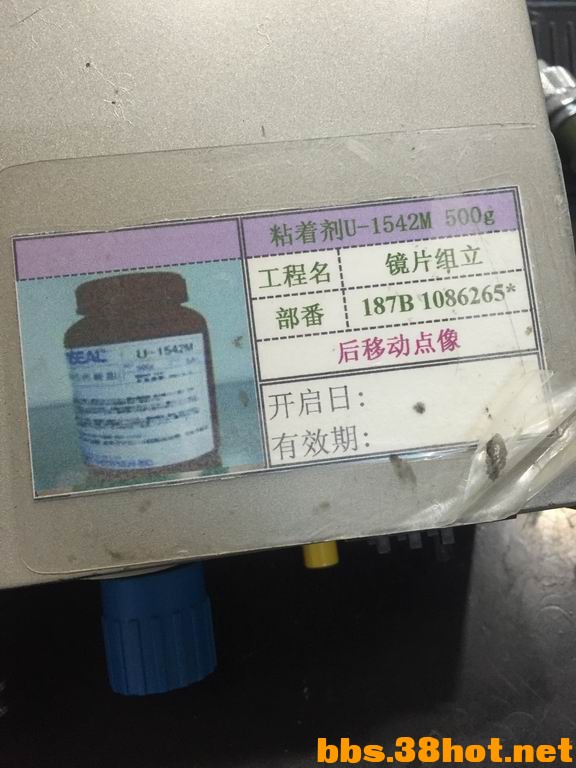 粘着剂U-1542M 500g
工程名 镜片组立
部番 187B 1086265*
后移动点像
开启日:
有效期:
SEAL
U-1542M
bbs.38hot.net